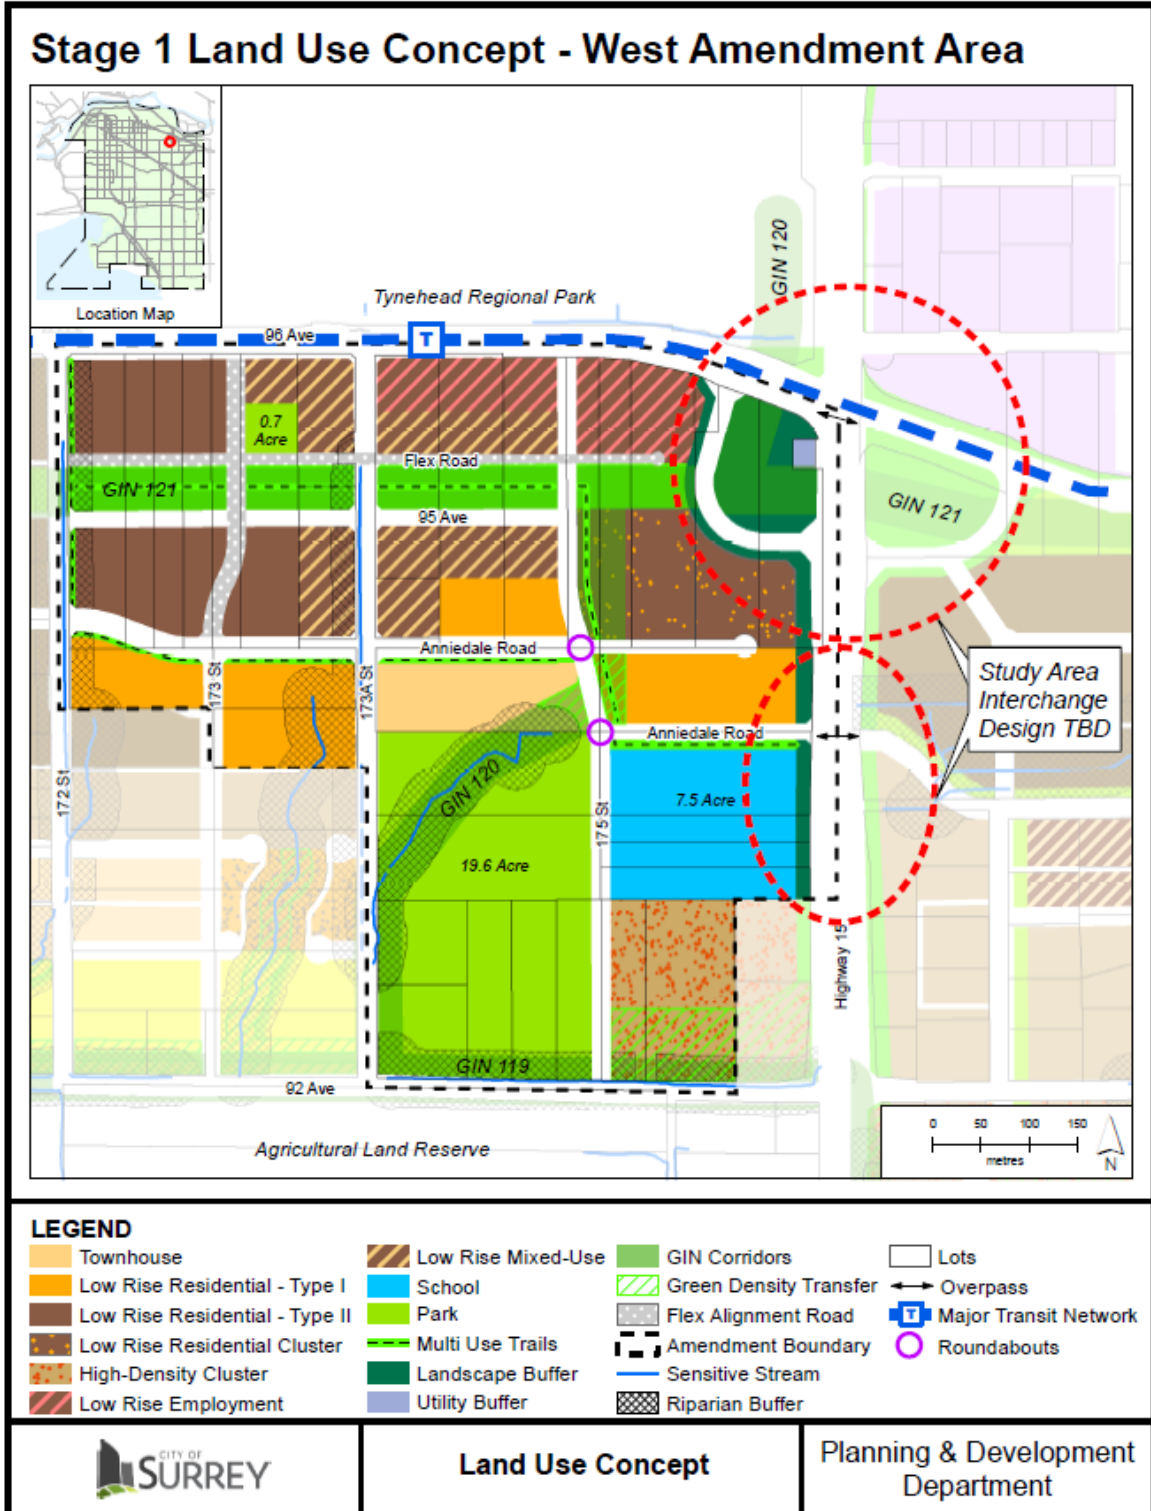 Stage 1 Land Use Concept - West Amendment Area
Location Map
Tynehead Regional Park
GIN 120
96 Ave
T
0.7
Acre
Flex Road
GIN 121
GIN 121
95 Ave
Anniedale Road
173 St
173A St
Study Area
Interchange
Design TBD
Anniedale Road
172 St
GIN 120
175 St
7.5 Acre
19.6 Acre
Highway 15
GIN 119
92 Ave
Agricultural Land Reserve
0 50 100 150
metres
N
LEGEND
Townhouse
Low Rise Residential - Type I
Low Rise Residential - Type II
Low Rise Residential Cluster
High-Density Cluster
Low Rise Employment
Low Rise Mixed-Use
School
Park
Multi Use Trails
Landscape Buffer
Utility Buffer
GIN Corridors
Green Density Transfer
Flex Alignment Road
Amendment Boundary
Sensitive Stream
Riparian Buffer
Lots
Overpass
T Major Transit Network
Roundabouts
CITY OF
SURREY
Land Use Concept
Planning & Development
Department